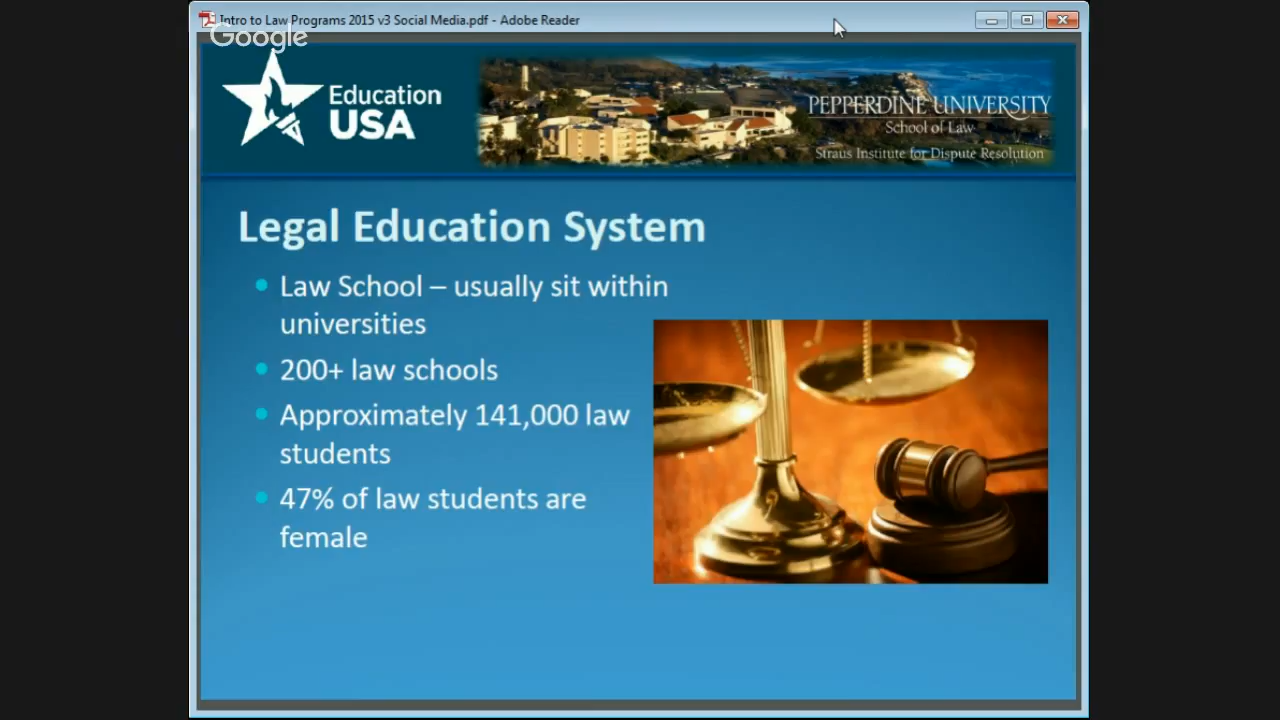 Intro to Law Programs 2015 v3 Social Media.pdf - Adobe Reader
Google
Education
USA
PEPPERDINE UNIVERSITY
School of Law
Straus Institute for Dispute Resolution
Legal Education System
• Law School – usually sit within
universities
• 200+ law schools
• Approximately 141,000 law
students
• 47% of law students are
female